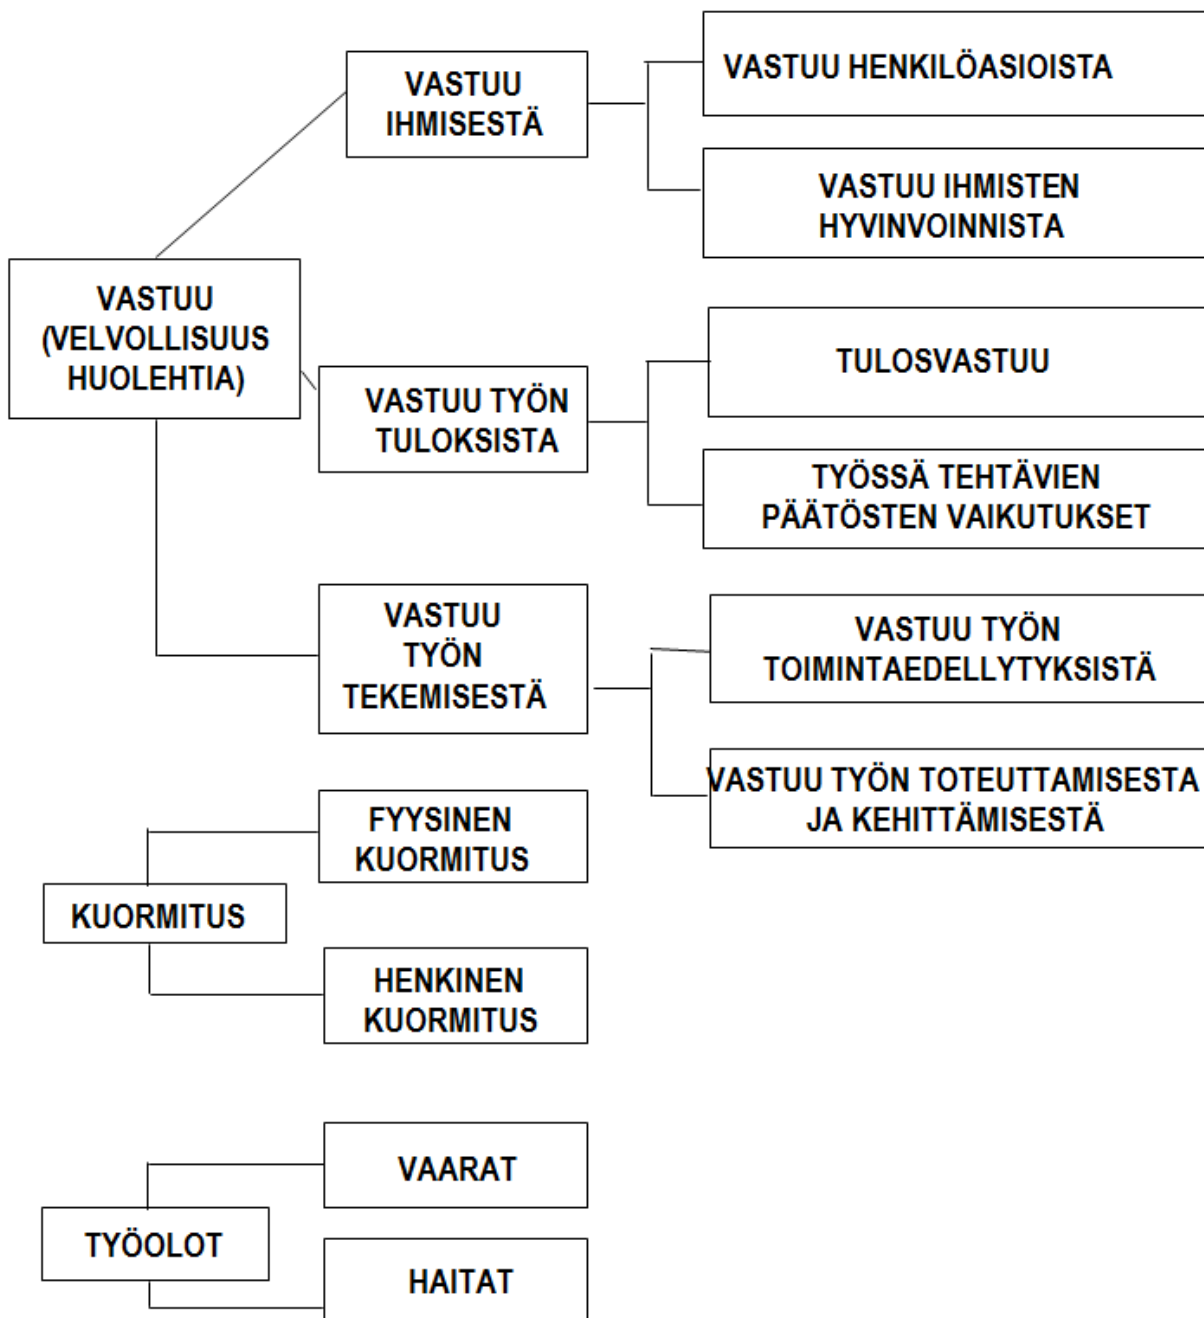 VASTUU
IHMISESTÄ
VASTUU HENKILÖASIOISTA
VASTUU IHMISTEN
HYVINVOINNISTA
VASTUU
(VELVOLLISUUS
HUOLEHTIA)
VASTUU TYÖN
TULOKSISTA
TULOSVASTUU
TYÖSSÄ TEHTÄVIEN
PÄÄTÖSTEN VAIKUTUKSET
VASTUU
TYÖN
TEKEMISESTÄ
VASTUU TYÖN
TOIMINTAEDELLYTYKSISTÄ
VASTUU TYÖN TOTEUTTAMISESTA
JA KEHITTÄMISESTÄ
FYYSINEN
KUORMITUS
KUORMITUS
HENKINEN
KUORMITUS
VAARAT
TYÖOLOT
HAITAT